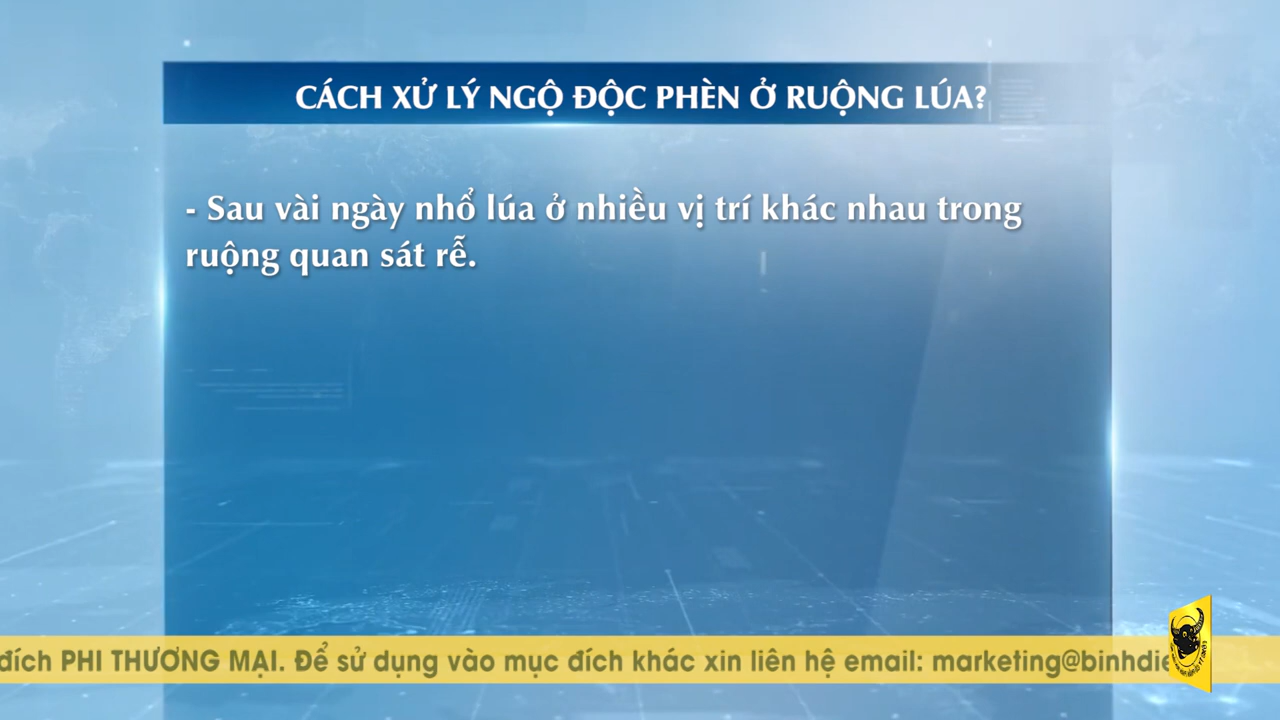 CÁCH XỬ LÝ NGỘ ĐỘC PHÈN Ở RUỘNG LÚA?
- Sau vài ngày nhổ lúa ở nhiều vị trí khác nhau trong
ruộng quan sát rễ.
đích PHI THƯƠNG MẠI. Để sử dụng vào mục đích khác xin liên hệ email: marketing@binhdie